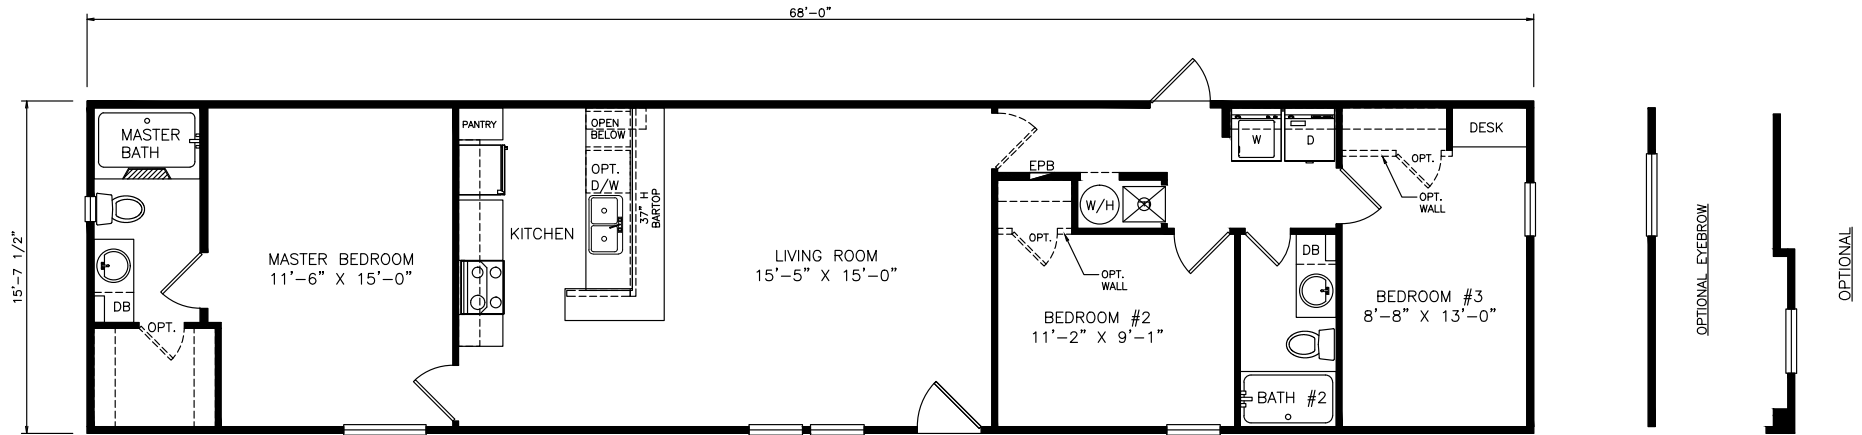 68'-0"
15'-7 1/2"
MASTER
BATH
DB
OPT.
MASTER BEDROOM
11'-6" X 15'-0"
PANTRY
KITCHEN
OPEN
BELOW
OPT.
D/W
37" H
BARTOP
LIVING ROOM
15'-5" X 15'-0"
EPB
W/H
OPT.
OPT.
WALL
BEDROOM #2
11'-2" X 9'-1"
W
D
DB
BATH #2
OPT.
OPT.
WALL
DESK
BEDROOM #3
8'-8" X 13'-0"
OPTIONAL EYEBROW
OPTIONAL